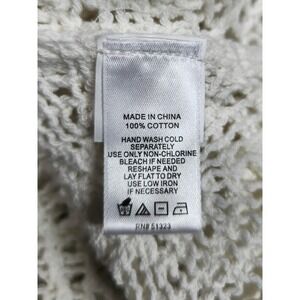 MADE IN CHINA
100% COTTON
HAND WASH COLD
SEPARATELY
USE ONLY NON-CHLORINE
BLEACH IF NEEDED
RESHAPE AND
LAY FLAT TO DRY
USE LOW IRON
IF NECESSARY
RN# 51323